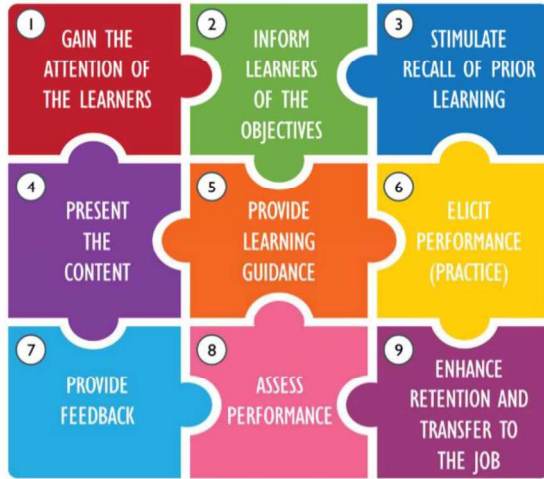 1
GAIN THE
ATTENTION OF
THE LEARNERS
2
INFORM
LEARNERS
OF THE
OBJECTIVES
3
STIMULATE
RECALL OF PRIOR
LEARNING
4
PRESENT
THE
CONTENT
5
PROVIDE
LEARNING
GUIDANCE
6
ELICIT
PERFORMANCE
(PRACTICE)
7
PROVIDE
FEEDBACK
8
ASSESS
PERFORMANCE
9
ENHANCE
RETENTION AND
TRANSFER TO
THE JOB